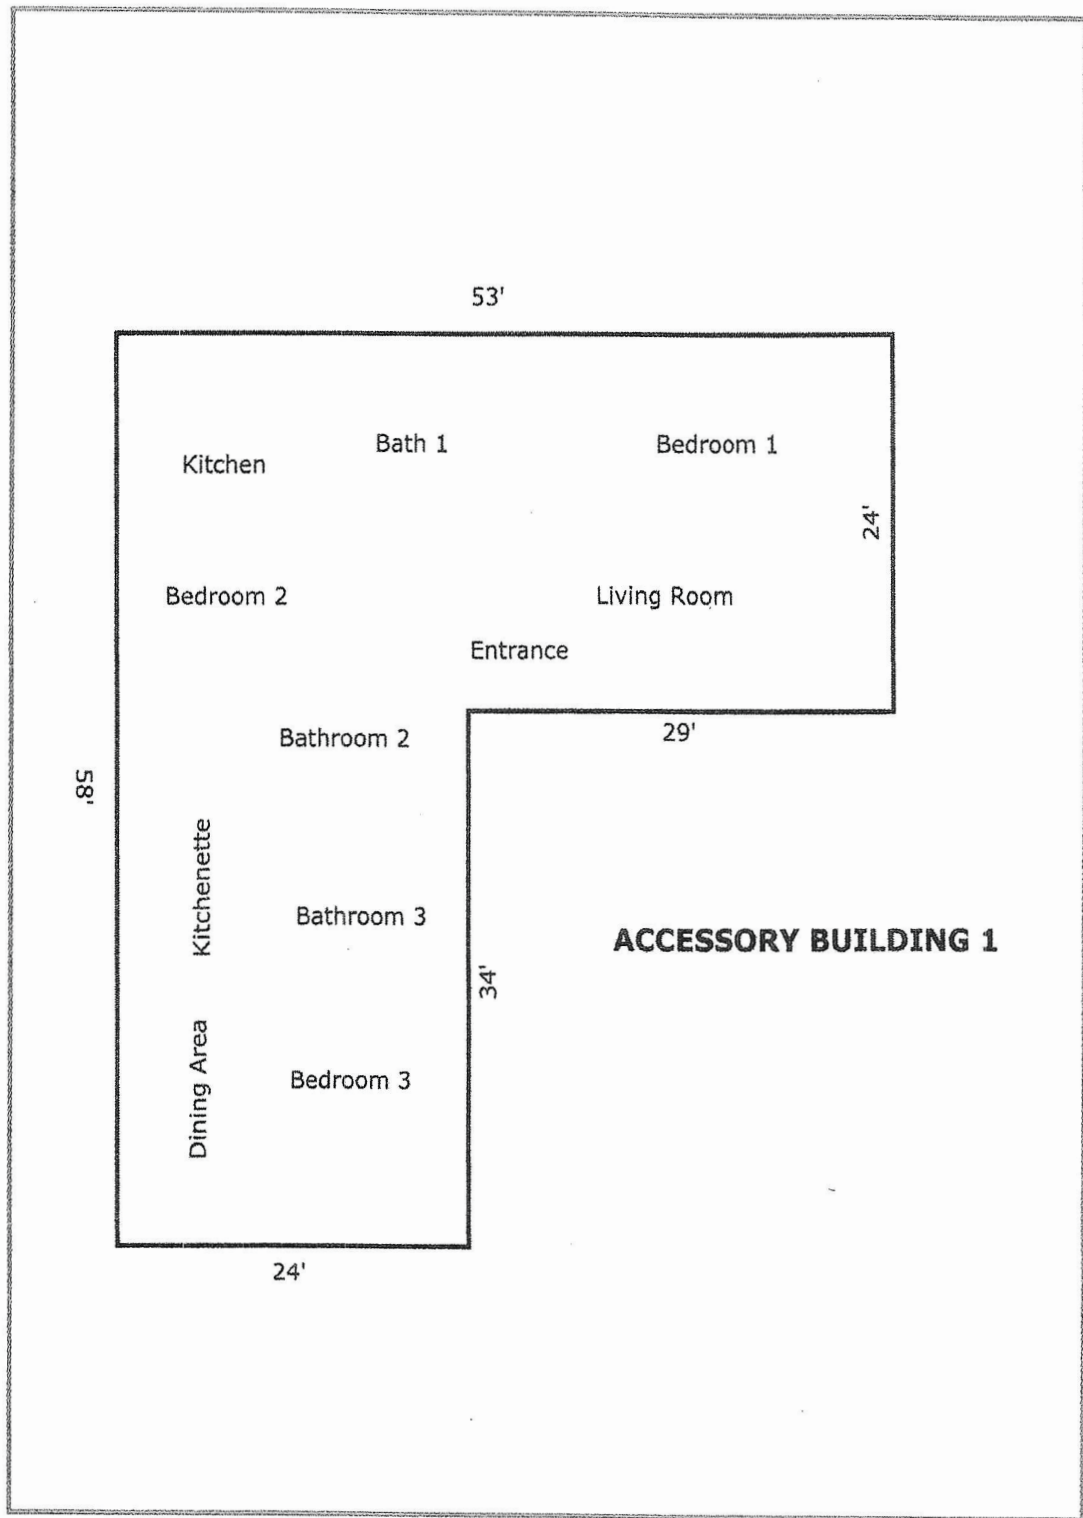 53'
Kitchen
Bath 1
Bedroom 1
24'
Bedroom 2
Living Room
Entrance
29'
Bathroom 2
58'
Kitchenette
Bathroom 3
ACCESSORY BUILDING 1
34'
Dining Area
Bedroom 3
24'